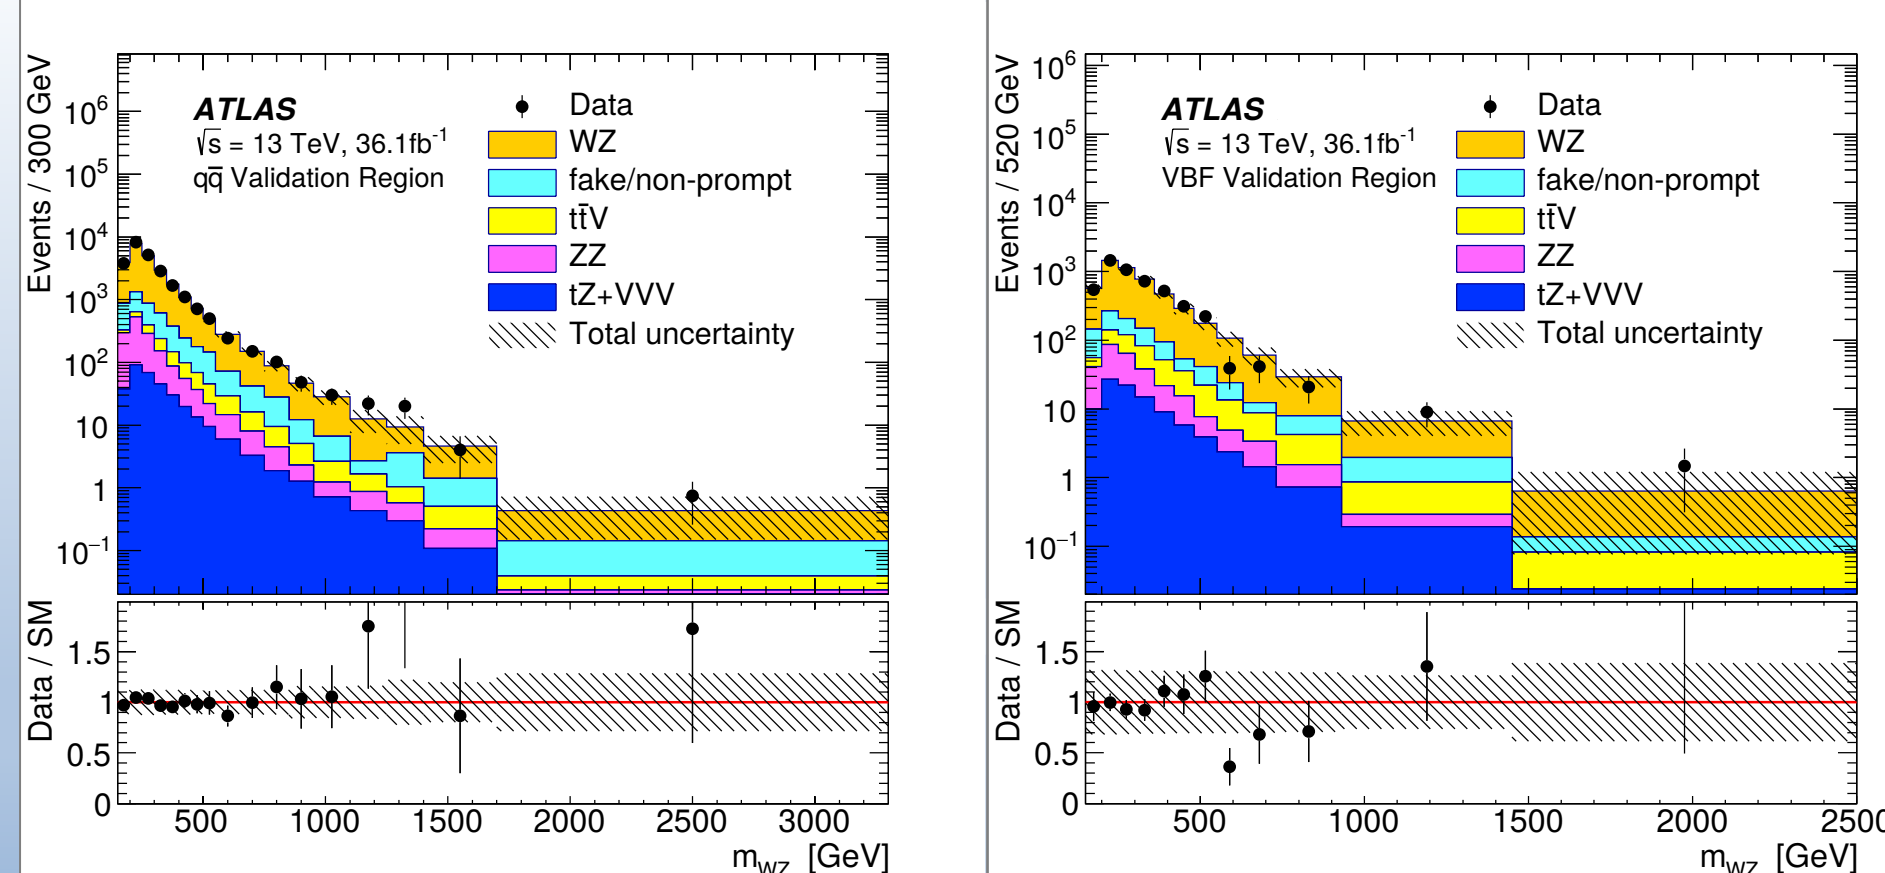 Events / 300 GeV
10⁶
10⁵
10⁴
10³
10²
10
1
10⁻¹
ATLAS
√s = 13 TeV, 36.1fb⁻¹
qq̄ Validation Region
Data
WZ
fake/non-prompt
tt̄V
ZZ
tZ+VVV
Total uncertainty
Data / SM
1.5
1
0.5
0
500 1000 1500 2000 2500 3000
m_WZ [GeV]
Events / 520 GeV
10⁶
10⁵
10⁴
10³
10²
10
1
10⁻¹
ATLAS
√s = 13 TeV, 36.1fb⁻¹
VBF Validation Region
Data
WZ
fake/non-prompt
tt̄V
ZZ
tZ+VVV
Total uncertainty
Data / SM
1.5
1
0.5
0
500 1000 1500 2000 2500
m_WZ [GeV]